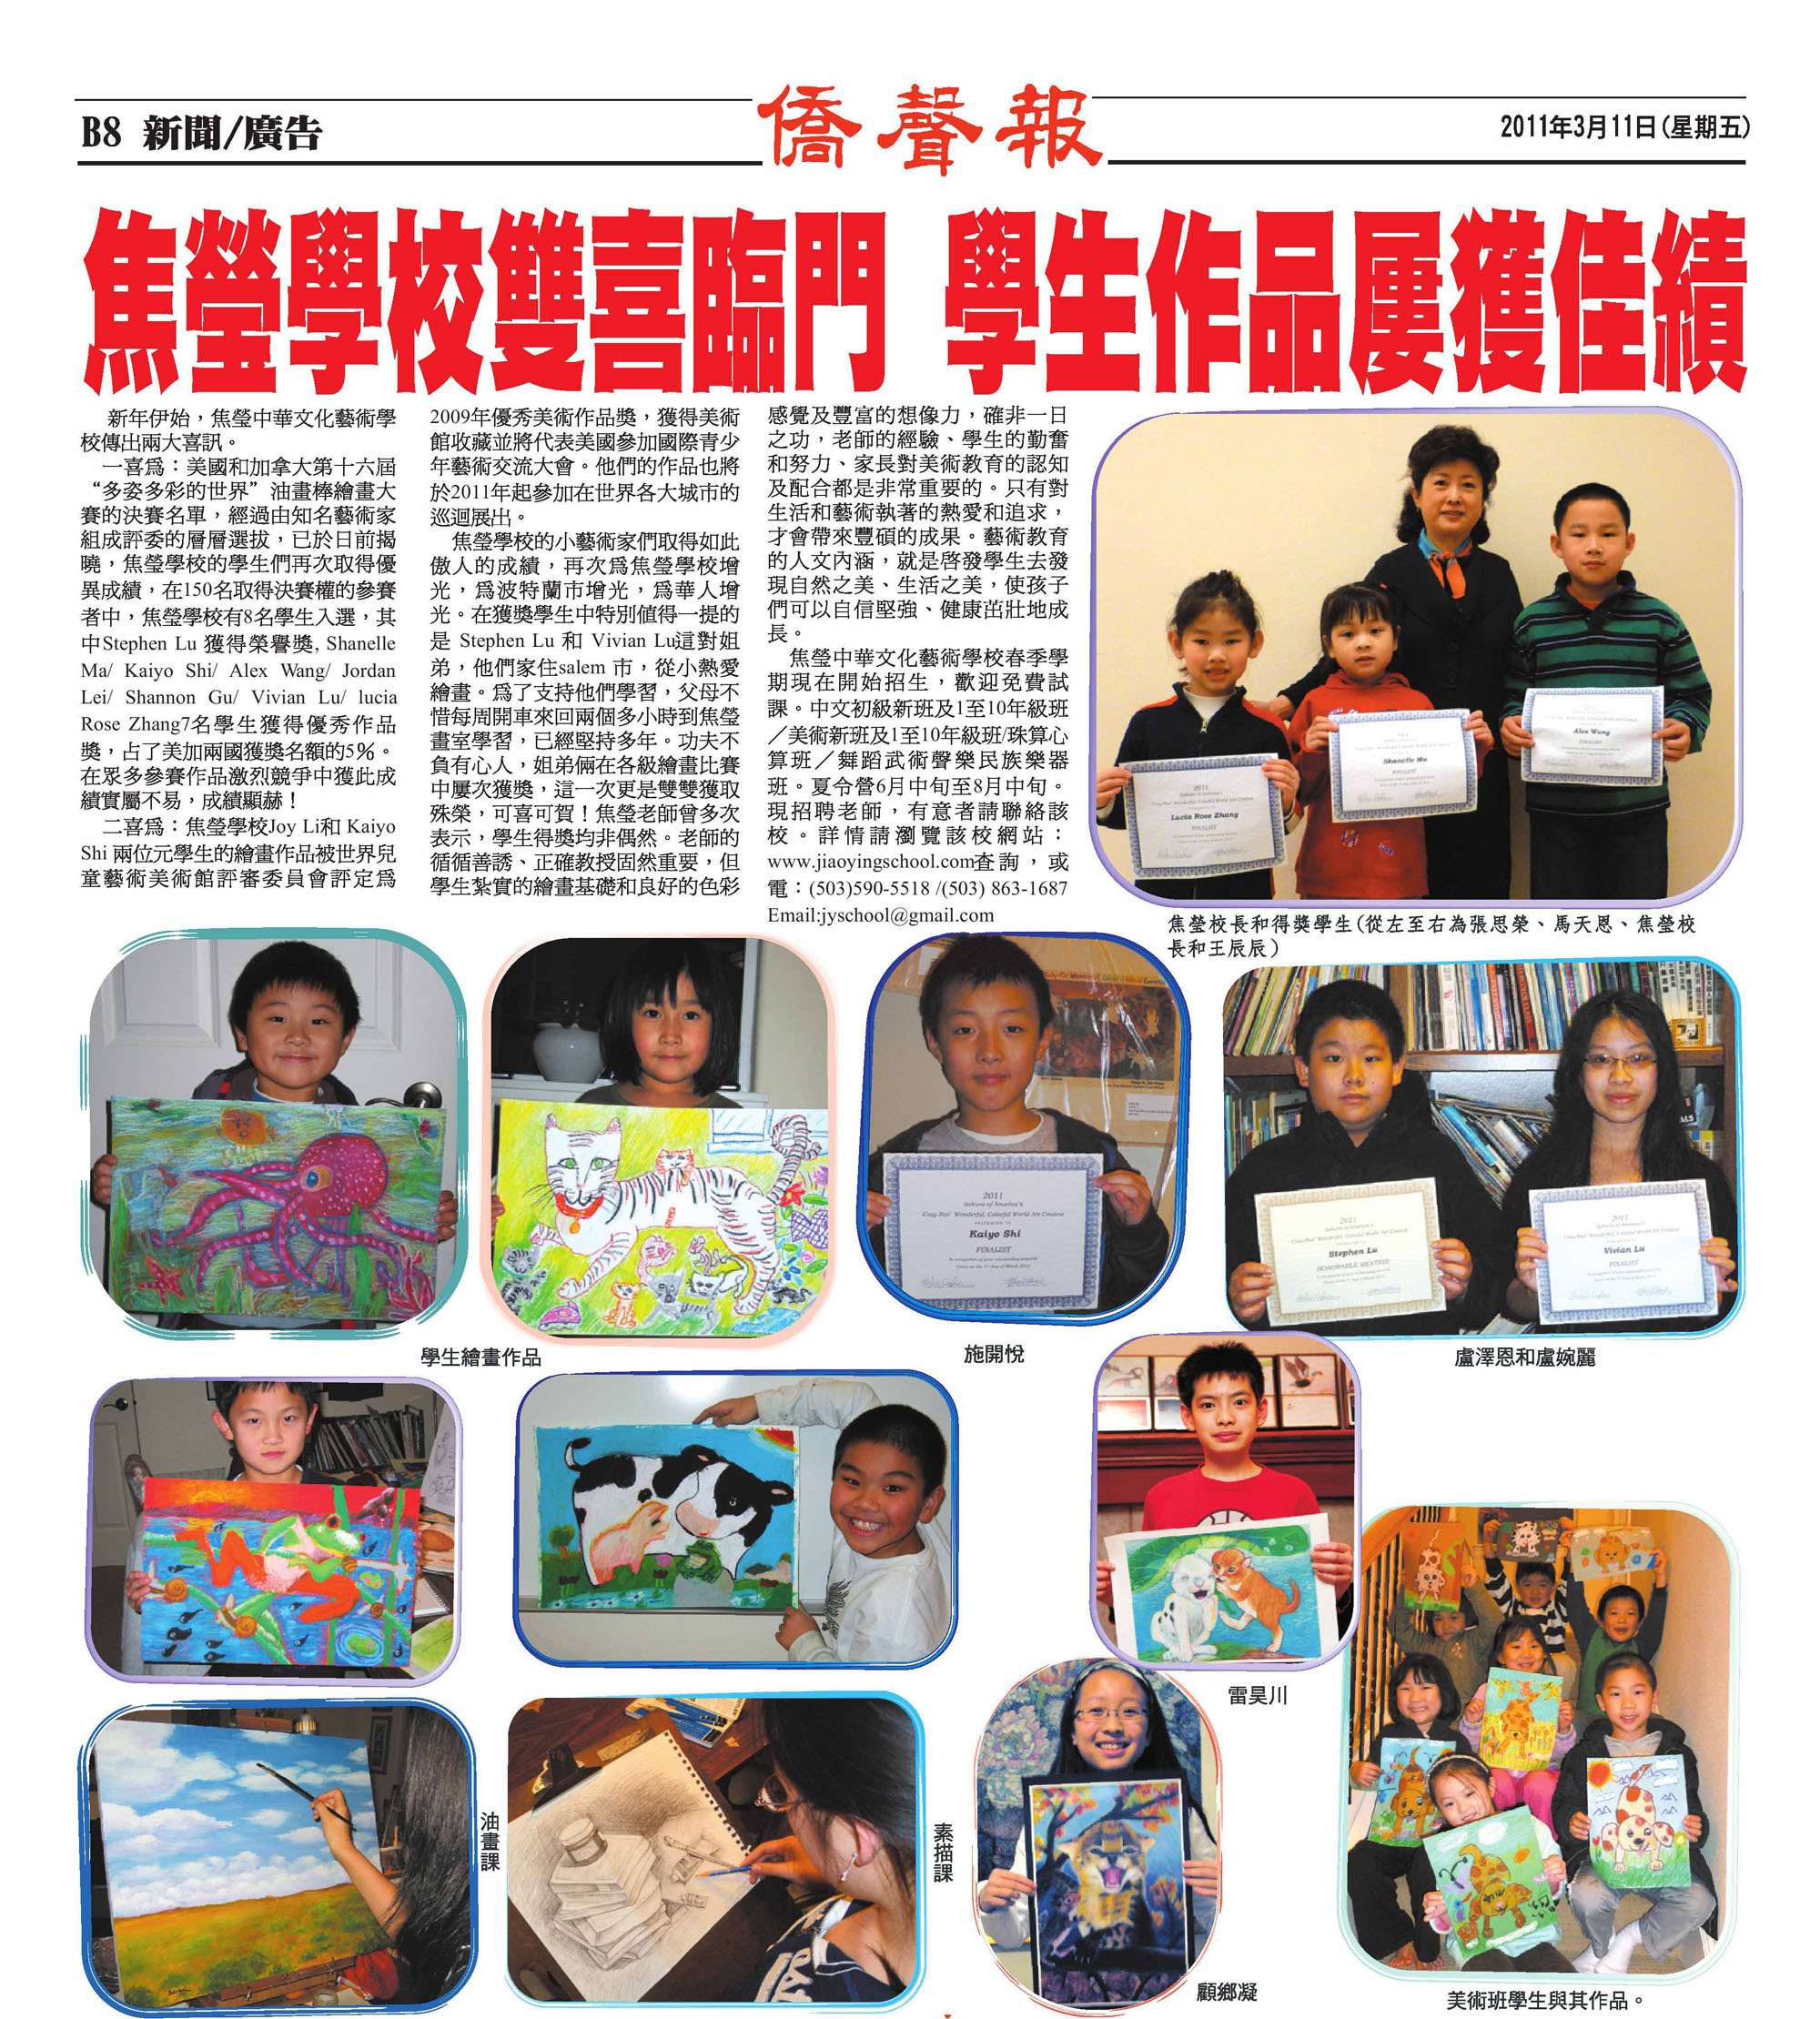 B8 新聞/廣告
僑聲報
2011年3月11日(星期五)
焦瑩學校雙喜臨門 學生作品屢獲佳績
新年伊始，焦瑩中華文化藝術學
校傳出兩大喜訊。
一喜爲：美國和加拿大第十六屆
“多姿多彩的世界”油畫棒繪畫大
賽的決賽名單，經過由知名藝術家
組成評委的層層選拔，已於日前揭
曉，焦瑩學校的學生們再次取得優
異成績，在150名取得決賽權的參賽
者中，焦瑩學校有8名學生入選，其
中Stephen Lu 獲得榮譽獎, Shanelle
Ma/ Kaiyo Shi/ Alex Wang/ Jordan
Lei/ Shannon Gu/ Vivian Lu/ lucia
Rose Zhang7名學生獲得優秀作品
獎，占了美加兩國獲獎名額的5%。
在眾多參賽作品激烈競爭中獲此成
績實屬不易，成績顯赫！
二喜爲：焦瑩學校Joy Li和 Kaiyo
Shi 兩位元學生的繪畫作品被世界兒
童藝術美術館評審委員會評定爲
2009年優秀美術作品獎，獲得美術
館收藏並將代表美國參加國際青少
年藝術交流大會。他們的作品也將
於2011年起參加在世界各大城市的
巡迴展出。
焦瑩學校的小藝術家們取得如此
傲人的成績，再次爲焦瑩學校增
光，爲波特蘭市增光，爲華人增
光。在獲獎學生中特別值得一提的
是 Stephen Lu 和 Vivian Lu這對姐
弟，他們家住salem 市，從小熱愛
繪畫。爲了支持他們學習，父母不
惜每周開車來回兩個多小時到焦瑩
畫室學習，已經堅持多年。功夫不
負有心人，姐弟倆在各級繪畫比賽
中屢次獲獎，這一次更是雙雙獲取
殊榮，可喜可賀！焦瑩老師曾多次
表示，學生得獎均非偶然。老師的
循循善誘、正確教授固然重要，但
學生紮實的繪畫基礎和良好的色彩
感覺及豐富的想像力，確非一日
之功，老師的經驗、學生的勤奮
和努力、家長對美術教育的認知
及配合都是非常重要的。只有對
生活和藝術執著的熱愛和追求，
才會帶來豐碩的成果。藝術教育
的人文內涵，就是啓發學生去發
現自然之美、生活之美，使孩子
們可以自信堅強、健康茁壯地成
長。
焦瑩中華文化藝術學校春季學
期現在開始招生，歡迎免費試
課。中文初級新班及1至10年級班
／美術新班及1至10年級班/珠算心
算班／舞蹈武術聲樂民族樂器
班。夏令營6月中旬至8月中旬。
現招聘老師，有意者請聯絡該
校。詳情請瀏覽該校網站：
www.jiaoyingschool.com查詢，或
電：(503)590-5518 /(503) 863-1687
Email:jyschool@gmail.com
2011
Lucia Rose Zhang
FINALIST
Shanelle Ma
FINALIST
Alex Wang
FINALIST
焦瑩校長和得獎學生(從左至右為張思榮、馬天恩、焦瑩校
長和王辰辰)
2011
Sakura of America's
Cray-Pas® Wonderful, Colorful World Art Contest
PRESENTED TO
Kaiyo Shi
FINALIST
2011
Sakura of America's
Stephen Lu
HONORABLE MENTION
2011
Sakura of America's
Vivian Lu
FINALIST
學生繪畫作品
施開悅
盧澤恩和盧婉麗
雷昊川
油畫課
素描課
顧鄉凝
美術班學生與其作品。